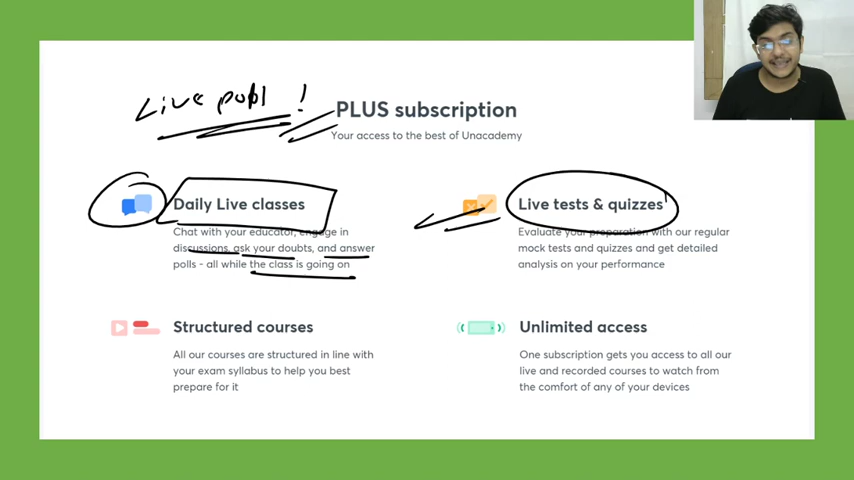 Live poll !
PLUS subscription
Your access to the best of Unacademy
Daily Live classes
Chat with your educator, engage in
discussions, ask your doubts, and answer
polls - all while the class is going on
Live tests & quizzes
Evaluate your preparation with our regular
mock tests and quizzes and get detailed
analysis on your performance
Structured courses
All our courses are structured in line with
your exam syllabus to help you best
prepare for it
Unlimited access
One subscription gets you access to all our
live and recorded courses to watch from
the comfort of any of your devices